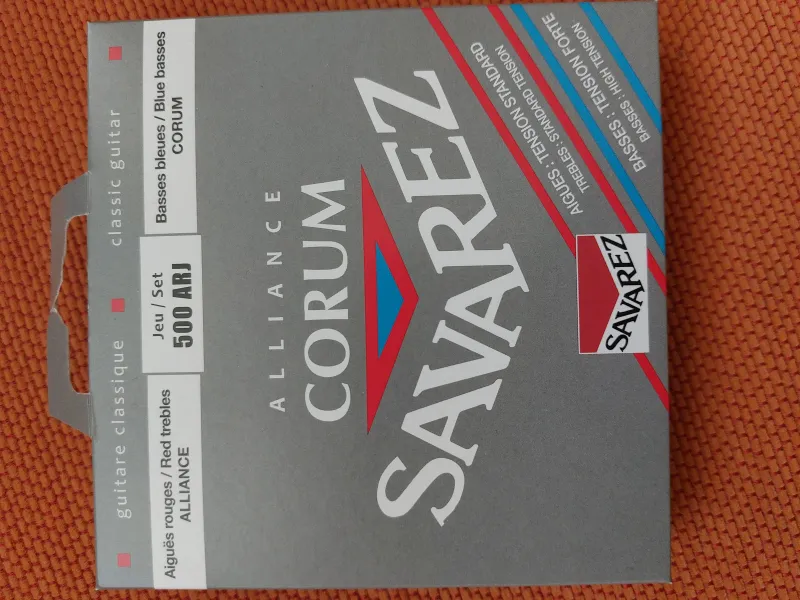 guitare classique classic guitar
Aiguës rouges / Red trebles
ALLIANCE
Jeu / Set
500 ARJ
Basses bleues / Blue basses
CORUM
ALLIANCE
CORUM
SAVAREZ
AIGUES : TENSION STANDARD
TREBLES : STANDARD TENSION
BASSES : TENSION FORTE
BASSES : HIGH TENSION
SAVAREZ